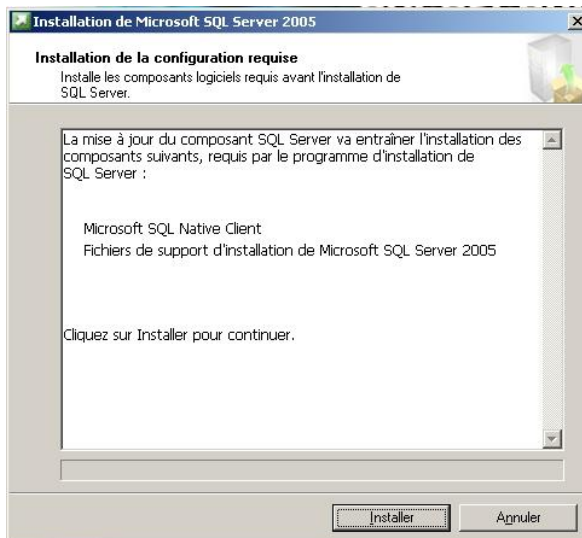 Installation de Microsoft SQL Server 2005
Installation de la configuration requise
Installe les composants logiciels requis avant l'installation de
SQL Server.
La mise à jour du composant SQL Server va entraîner l'installation des
composants suivants, requis par le programme d'installation de
SQL Server :
Microsoft SQL Native Client
Fichiers de support d'installation de Microsoft SQL Server 2005
Cliquez sur Installer pour continuer.
Installer
Annuler